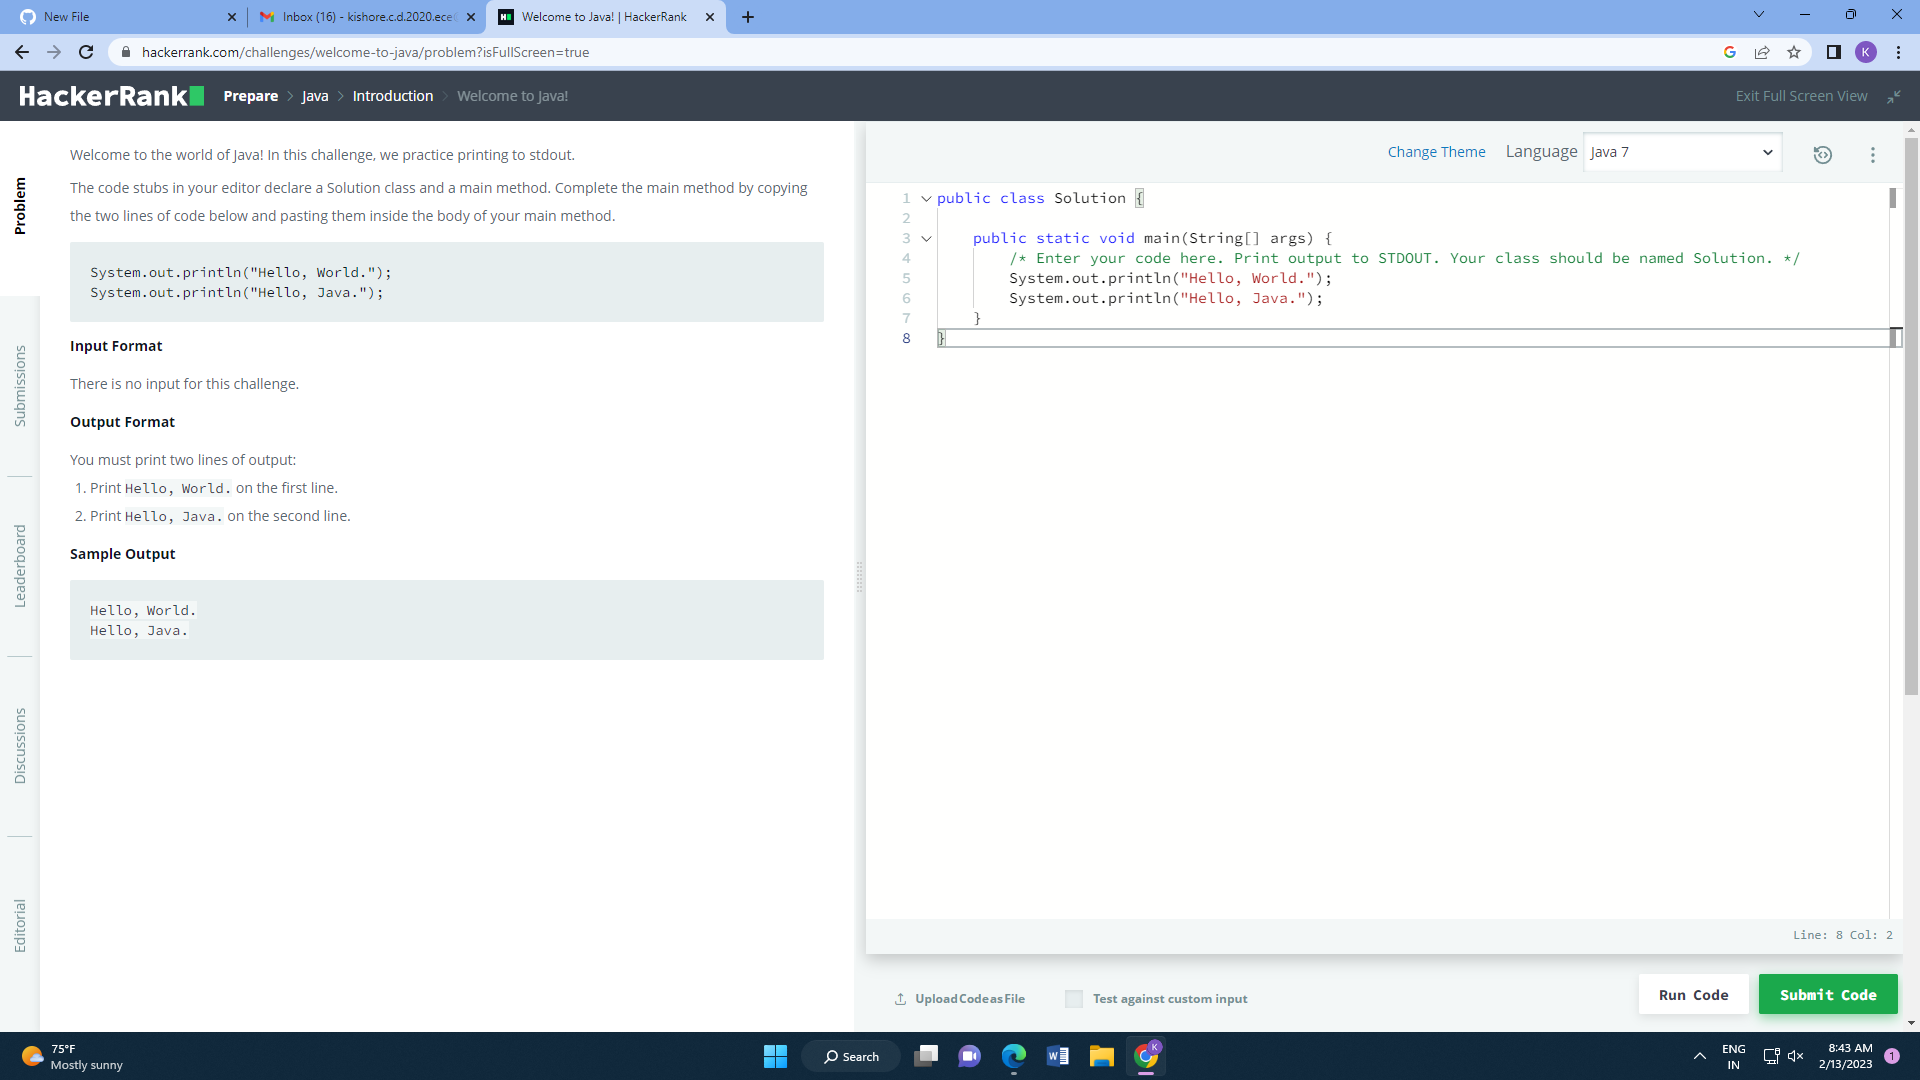 New File
Inbox (16) - kishore.c.d.2020.ece
Welcome to Java! | HackerRank
hackerrank.com/challenges/welcome-to-java/problem?isFullScreen=true
K
HackerRank
Prepare > Java > Introduction > Welcome to Java!
Exit Full Screen View
Problem
Submissions
Leaderboard
Discussions
Editorial
Welcome to the world of Java! In this challenge, we practice printing to stdout.
The code stubs in your editor declare a Solution class and a main method. Complete the main method by copying
the two lines of code below and pasting them inside the body of your main method.
System.out.println("Hello, World.");
System.out.println("Hello, Java.");
Input Format
There is no input for this challenge.
Output Format
You must print two lines of output:
1. Print Hello, World. on the first line.
2. Print Hello, Java. on the second line.
Sample Output
Hello, World.
Hello, Java.
Change Theme Language Java 7
1 public class Solution {
2
3 public static void main(String[] args) {
4 /* Enter your code here. Print output to STDOUT. Your class should be named Solution. */
5 System.out.println("Hello, World.");
6 System.out.println("Hello, Java.");
7 }
8 }
Line: 8 Col: 2
Upload Code as File
Test against custom input
Run Code
Submit Code
75°F
Mostly sunny
Search
K
ENG
IN
8:43 AM
2/13/2023
1